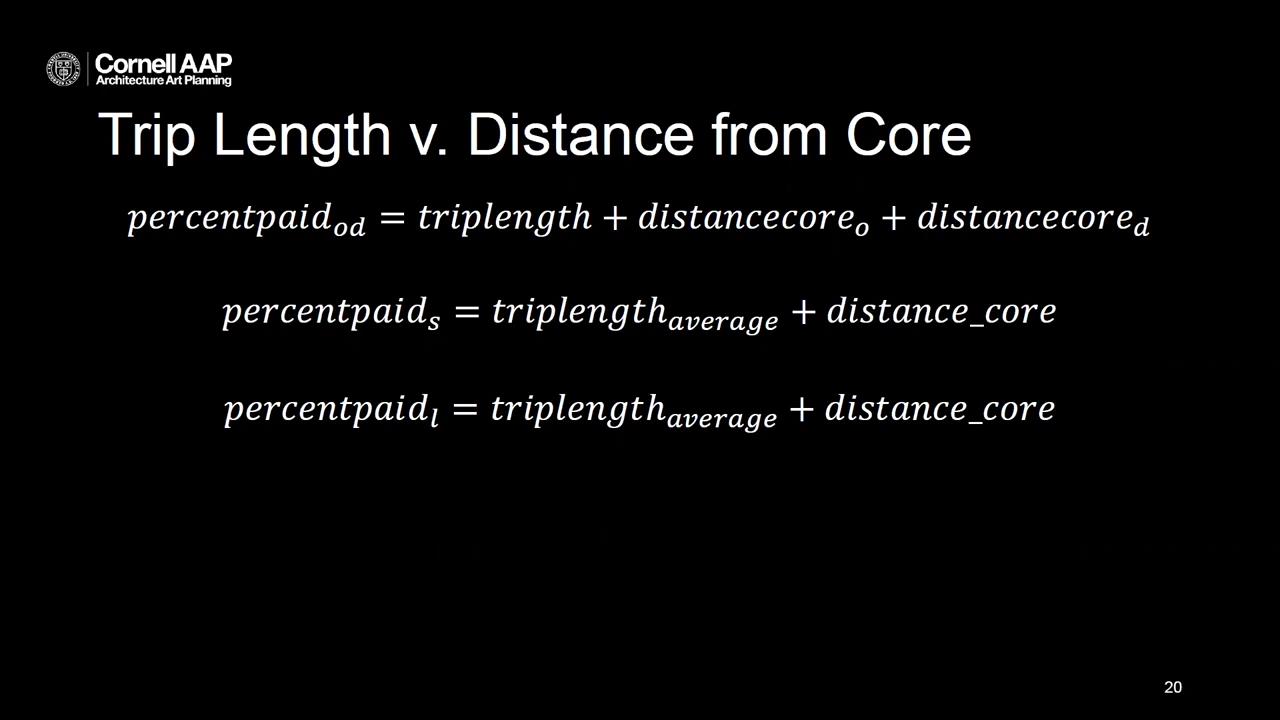 Cornell AAP
Architecture Art Planning
Trip Length v. Distance from Core
percentpaid_od = triplength + distancecore_o + distancecore_d
percentpaid_s = triplength_average + distance_core
percentpaid_l = triplength_average + distance_core
20